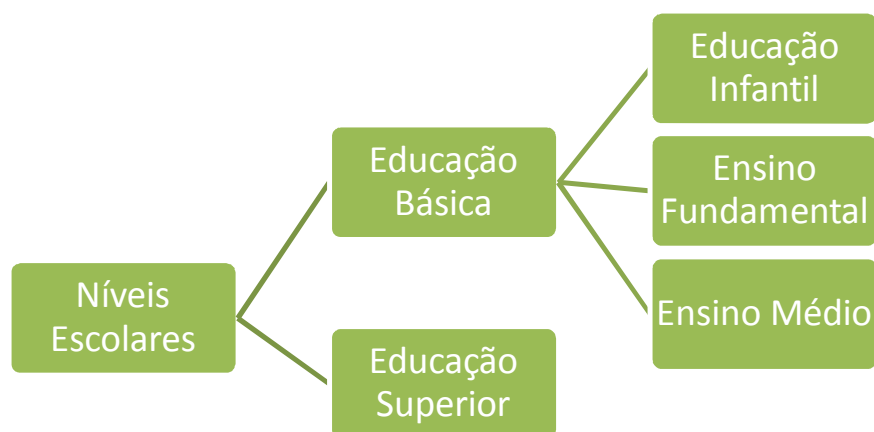 Níveis
Escolares
Educação
Básica
Educação
Superior
Educação
Infantil
Ensino
Fundamental
Ensino Médio